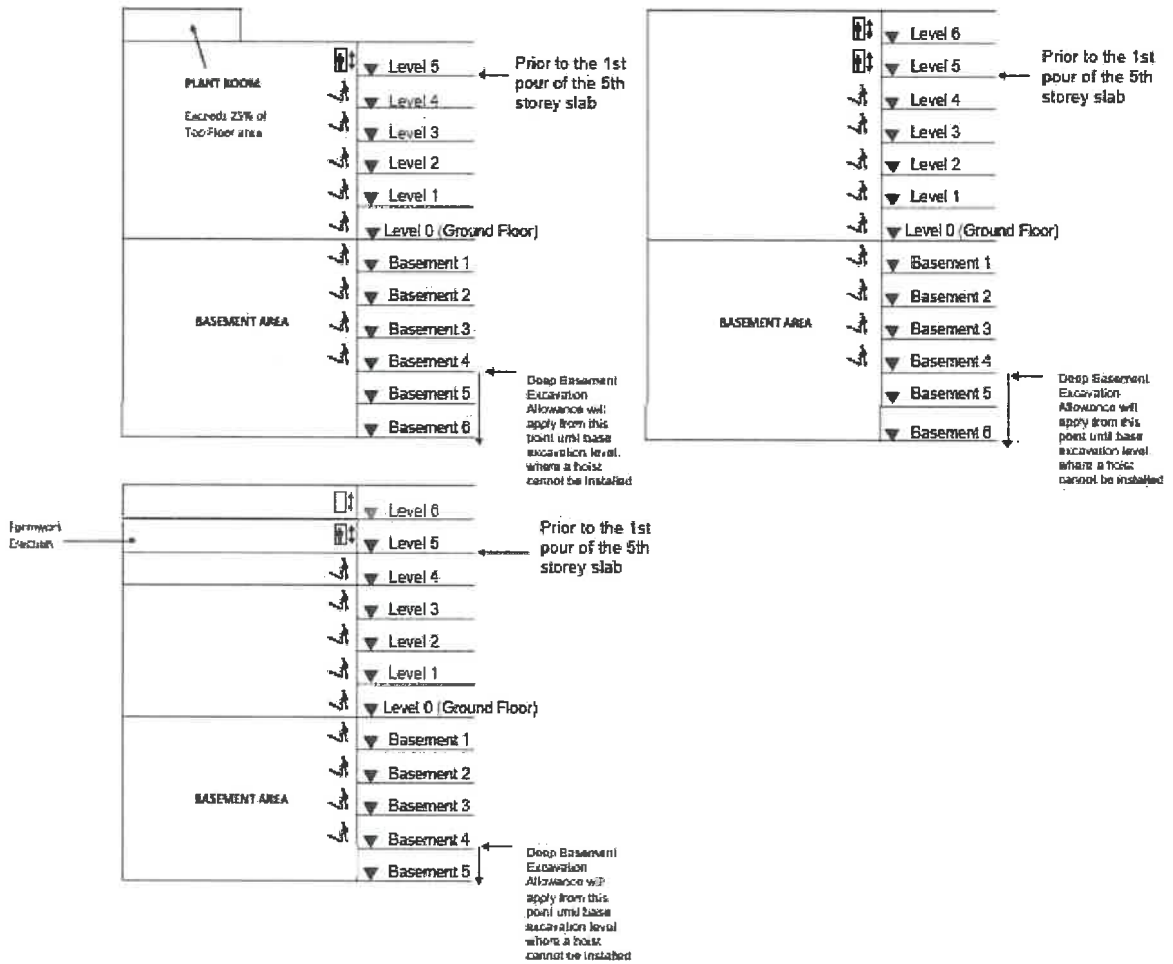 PLANT ROOM
Exceeds 25% of
Top Floor area
Level 5
Level 4
Level 3
Level 2
Level 1
Level 0 (Ground Floor)
Basement 1
Basement 2
Basement 3
Basement 4
Basement 5
Basement 6
BASEMENT AREA
Prior to the 1st
pour of the 5th
storey slab
Deep Basement
Excavation
Allowance will
apply from this
point until base
excavation level
where a hoist
cannot be installed
Level 6
Level 5
Level 4
Level 3
Level 2
Level 1
Level 0 (Ground Floor)
Basement 1
Basement 2
Basement 3
Basement 4
Basement 5
Basement 6
BASEMENT AREA
Prior to the 1st
pour of the 5th
storey slab
Deep Basement
Excavation
Allowance will
apply from this
point until base
excavation level
where a hoist
cannot be installed
Formwork
Erection
Level 6
Level 5
Level 4
Level 3
Level 2
Level 1
Level 0 (Ground Floor)
Basement 1
Basement 2
Basement 3
Basement 4
Basement 5
BASEMENT AREA
Prior to the 1st
pour of the 5th
storey slab
Deep Basement
Excavation
Allowance will
apply from this
point until base
excavation level
where a hoist
cannot be installed